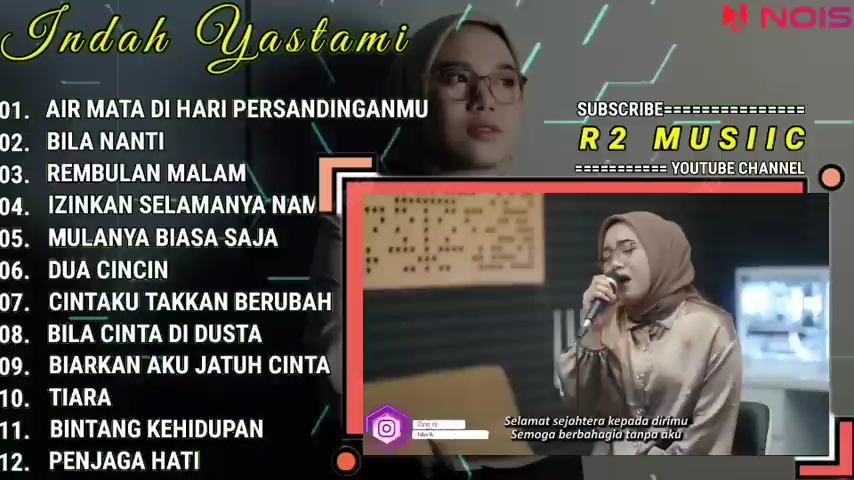 Indah Yastami
NOIS
01. AIR MATA DI HARI PERSANDINGANMU
02. BILA NANTI
03. REMBULAN MALAM
04. IZINKAN SELAMANYA NAM
05. MULANYA BIASA SAJA
06. DUA CINCIN
07. CINTAKU TAKKAN BERUBAH
08. BILA CINTA DI DUSTA
09. BIARKAN AKU JATUH CINTA
10. TIARA
11. BINTANG KEHIDUPAN
12. PENJAGA HATI
SUBSCRIBE===============
R2 MUSIIC
=========== YOUTUBE CHANNEL
Selamat sejahtera kepada dirimu
Semoga berbahagia tanpa aku